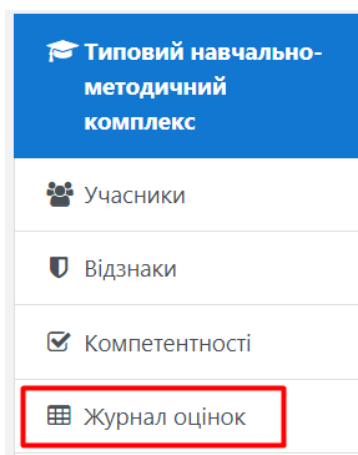 Типовий навчально-
методичний
комплекс
Учасники
Відзнаки
Компетентності
Журнал оцінок